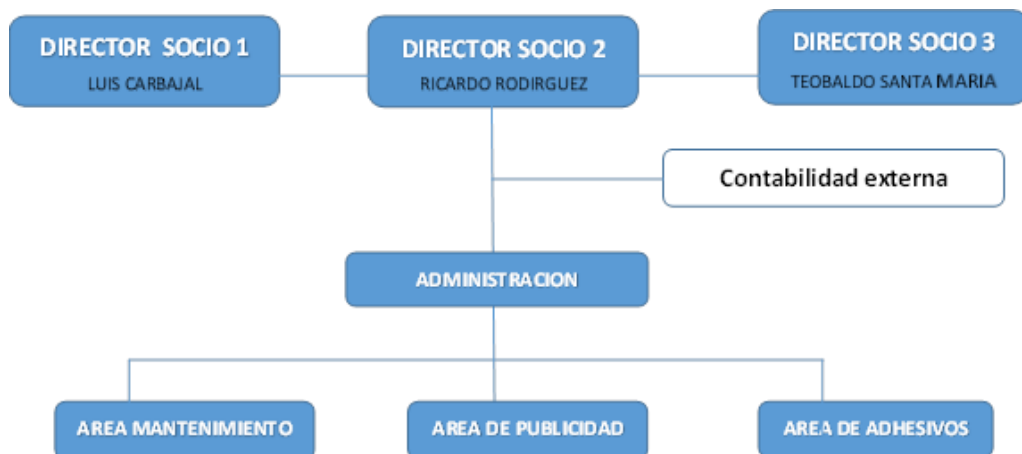 DIRECTOR SOCIO 1
LUIS CARBAJAL
DIRECTOR SOCIO 2
RICARDO RODIRGUEZ
DIRECTOR SOCIO 3
TEOBALDO SANTA MARIA
Contabilidad externa
ADMINISTRACION
AREA MANTENIMIENTO
AREA DE PUBLICIDAD
AREA DE ADHESIVOS